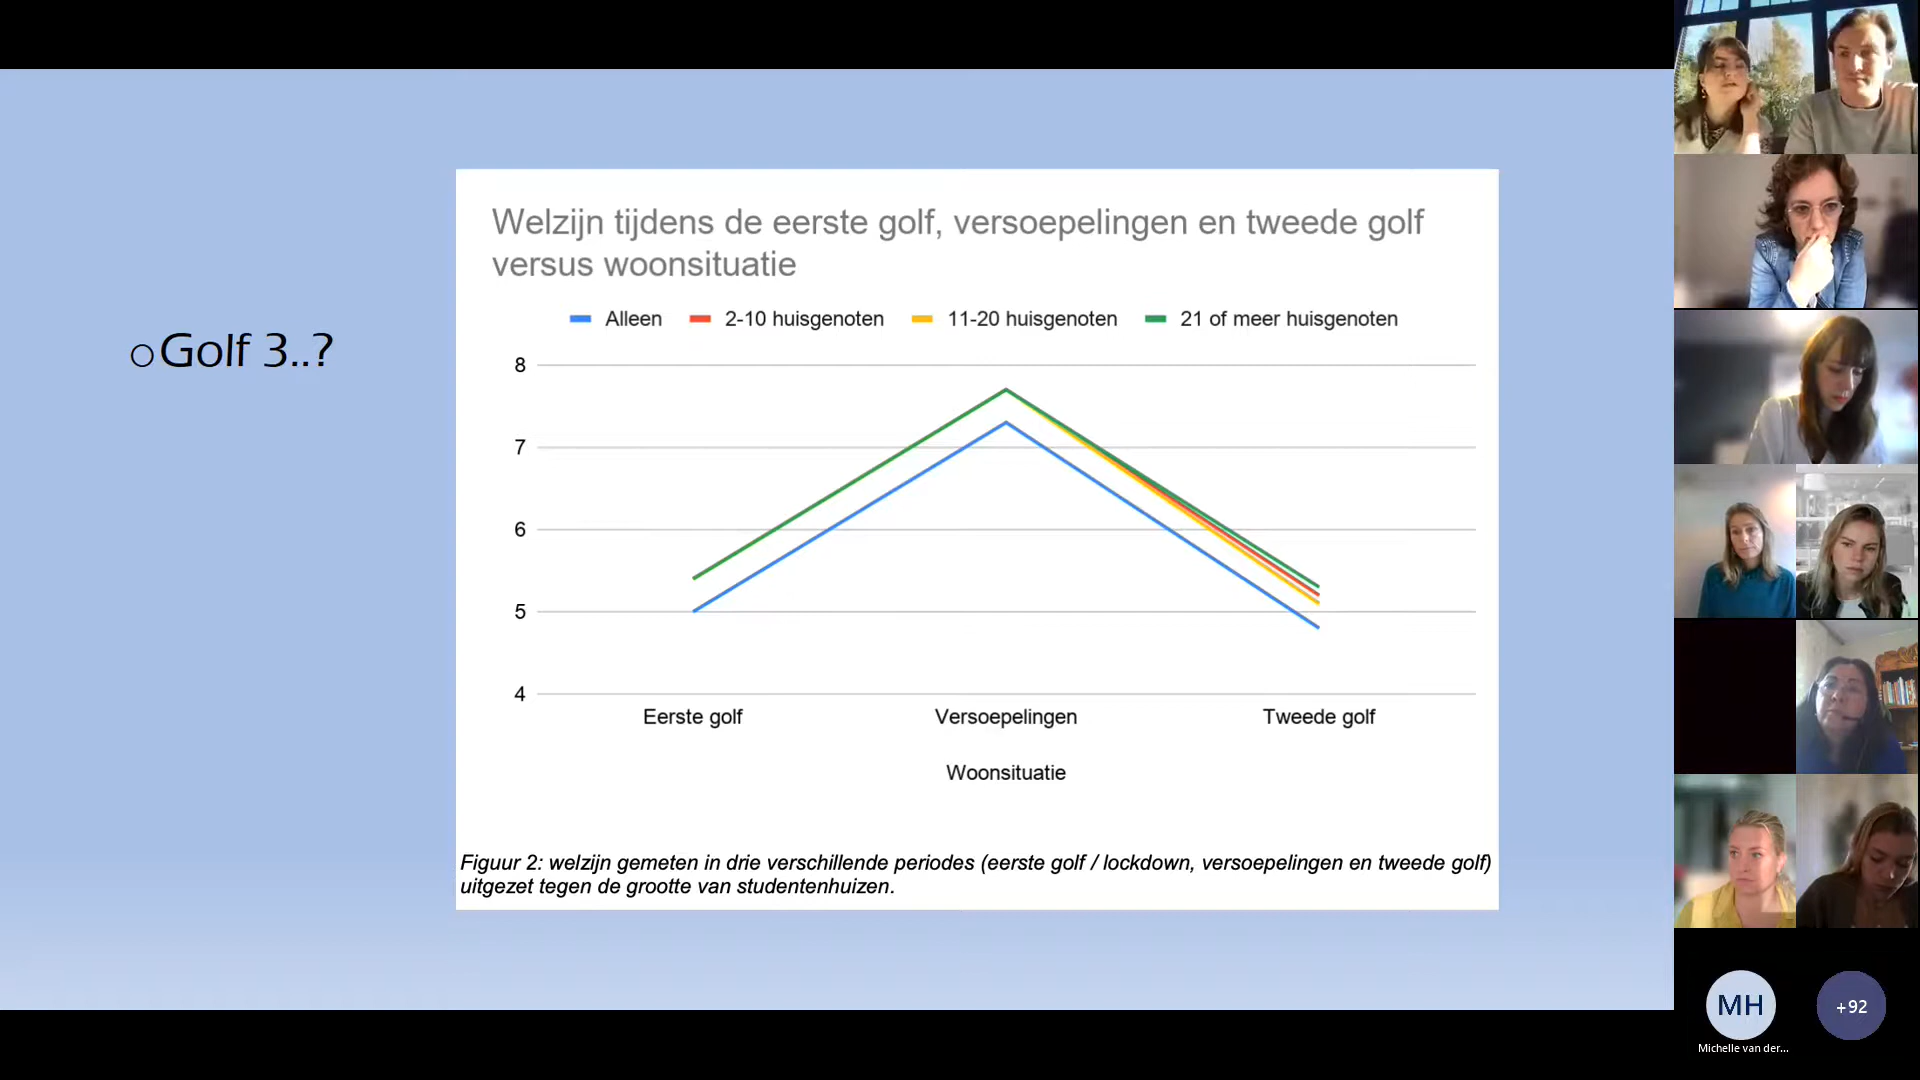 ○Golf 3..?
Welzijn tijdens de eerste golf, versoepelingen en tweede golf
versus woonsituatie
Alleen 2-10 huisgenoten 11-20 huisgenoten 21 of meer huisgenoten
8
7
6
5
4
Eerste golf Versoepelingen Tweede golf
Woonsituatie
Figuur 2: welzijn gemeten in drie verschillende periodes (eerste golf / lockdown, versoepelingen en tweede golf)
uitgezet tegen de grootte van studentenhuizen.
MH
+92
Michelle van der...